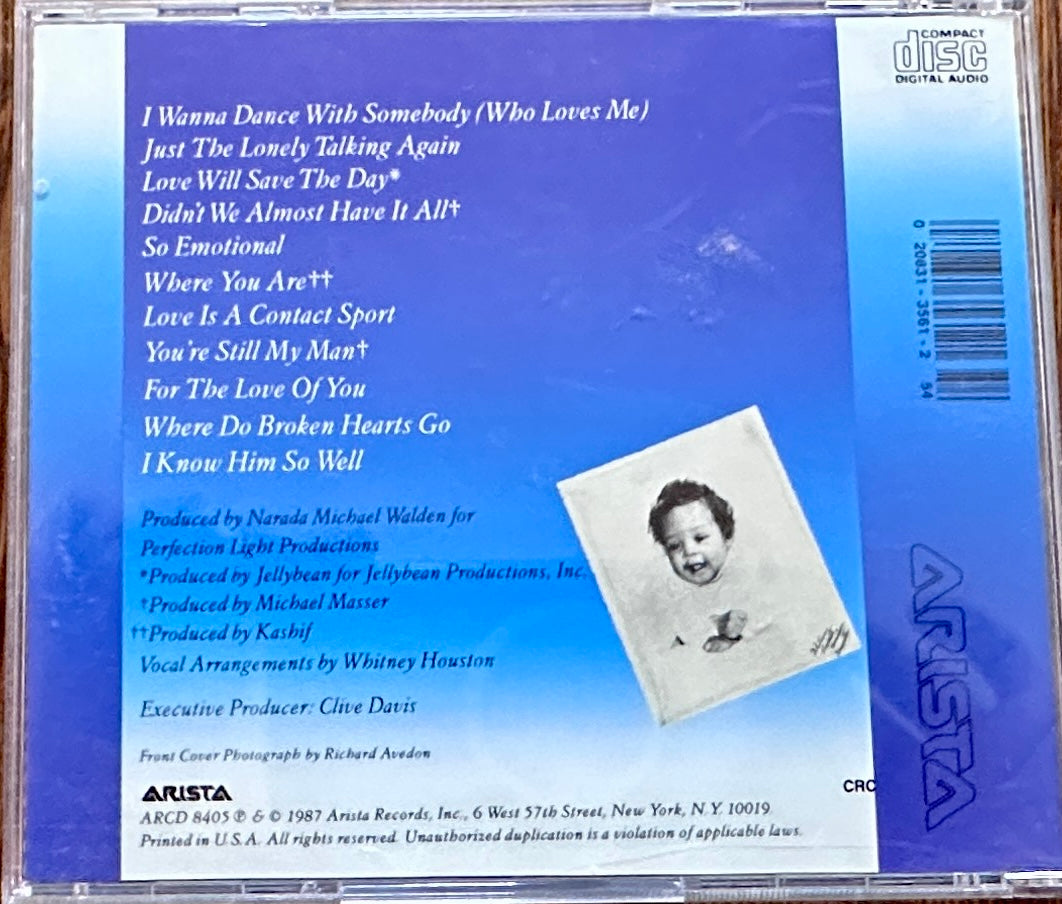 COMPACT
disc
DIGITAL AUDIO
I Wanna Dance With Somebody (Who Loves Me)
Just The Lonely Talking Again
Love Will Save The Day*
Didn't We Almost Have It All†
So Emotional
Where You Are††
Love Is A Contact Sport
You're Still My Man†
For The Love Of You
Where Do Broken Hearts Go
I Know Him So Well
Produced by Narada Michael Walden for
Perfection Light Productions
*Produced by Jellybean for Jellybean Productions, Inc.
†Produced by Michael Masser
††Produced by Kashif
Vocal Arrangements by Whitney Houston
Executive Producer: Clive Davis
Front Cover Photograph by Richard Avedon
ARISTA
ARCD 8405 ℗ & © 1987 Arista Records, Inc., 6 West 57th Street, New York, N.Y. 10019
Printed in U.S.A. All rights reserved. Unauthorized duplication is a violation of applicable laws.
CRC
0 20831-3561-2 54
ARISTA